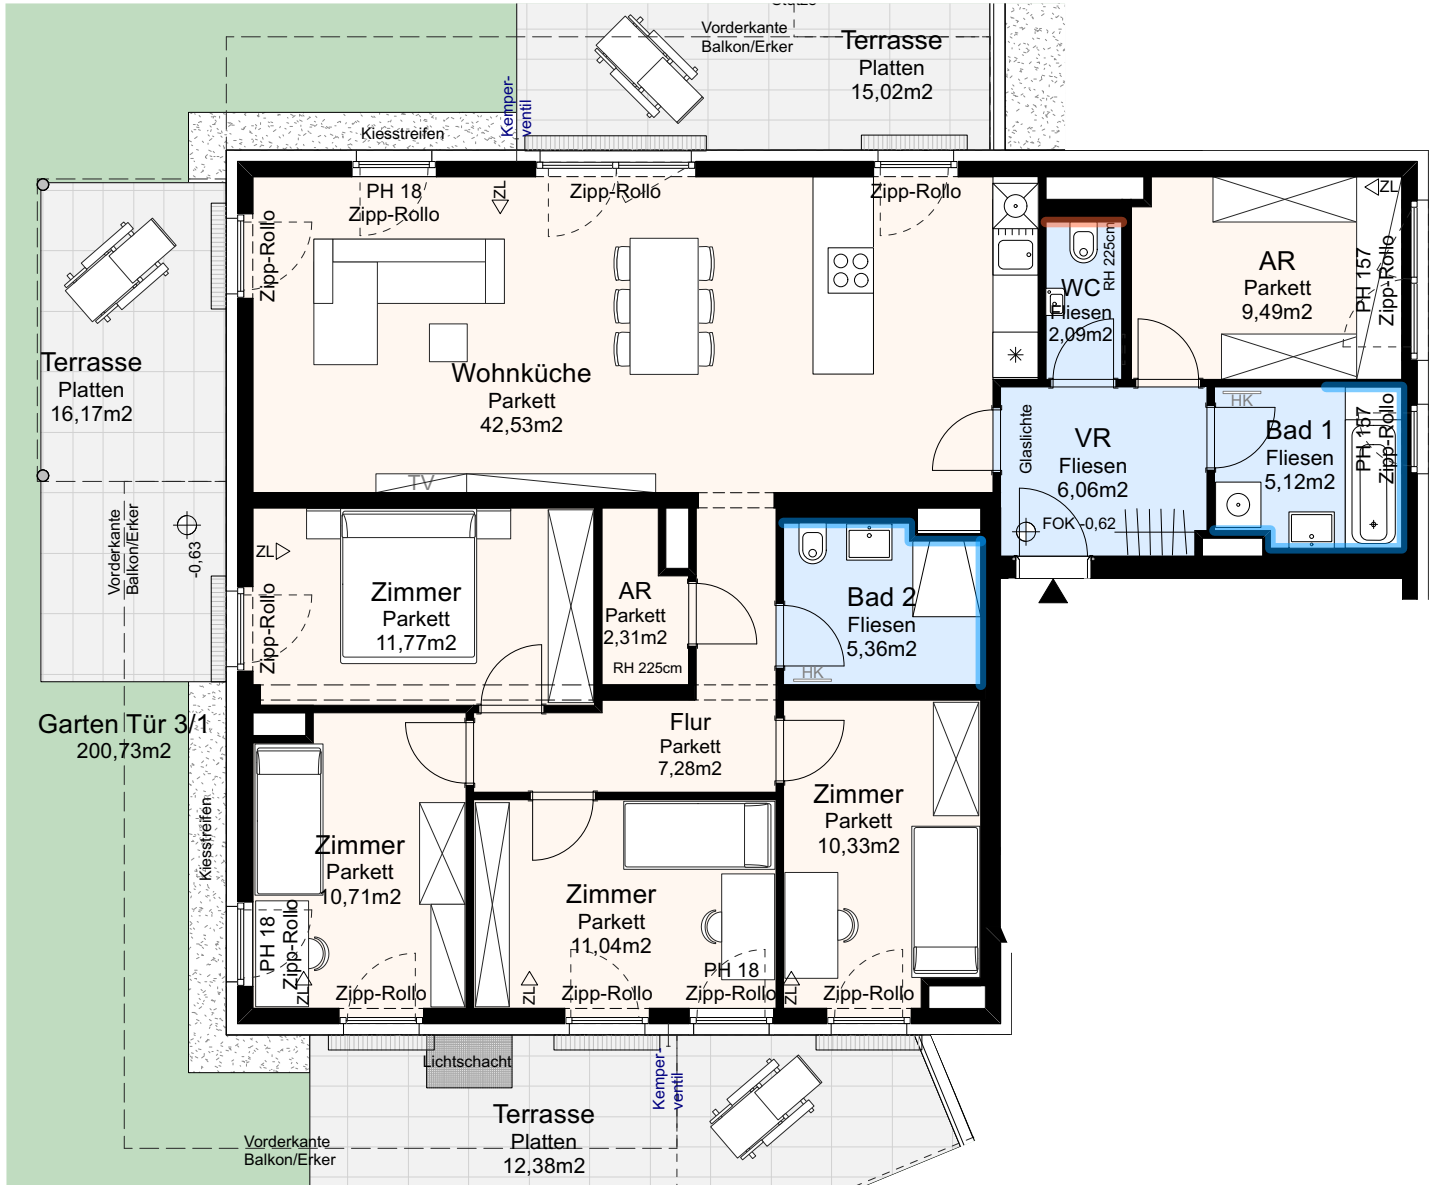 Vorderkante
Balkon/Erker
Terrasse
Platten
15,02m2
Kemper-
ventil
Kiesstreifen
PH 18
Zipp-Rollo
ZL
Zipp-Rollo
Zipp-Rollo
Zipp-Rollo
RH 225cm
WC
Fliesen
2,09m2
AR
Parkett
9,49m2
ZL
PH 157
Zipp-Rollo
Terrasse
Platten
16,17m2
Wohnküche
Parkett
42,53m2
TV
Glaslichte
VR
Fliesen
6,06m2
FOK -0,62
HK
Bad 1
Fliesen
5,12m2
PH 157
Zipp-Rollo
Vorderkante
Balkon/Erker
-0,63
ZL
Zipp-Rollo
Zimmer
Parkett
11,77m2
AR
Parkett
2,31m2
RH 225cm
Bad 2
Fliesen
5,36m2
HK
Garten Tür 3/1
200,73m2
Flur
Parkett
7,28m2
Kiesstreifen
Zimmer
Parkett
10,71m2
PH 18
Zipp-Rollo
ZL
Zipp-Rollo
Zimmer
Parkett
11,04m2
ZL
Zipp-Rollo
PH 18
Zipp-Rollo
Zimmer
Parkett
10,33m2
ZL
Zipp-Rollo
Lichtschacht
Kemper-
ventil
Terrasse
Platten
12,38m2
Vorderkante
Balkon/Erker